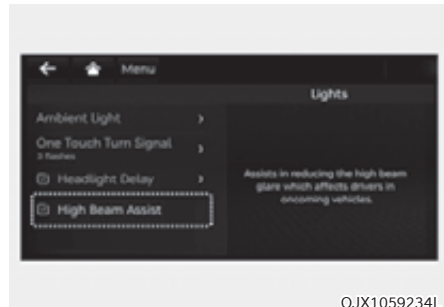 Menu
Lights
Ambient Light
One Touch Turn Signal
3 flashes
Headlight Delay
High Beam Assist
Assists in reducing the high beam
glare which affects drivers in
oncoming vehicles.
OJX1059234L